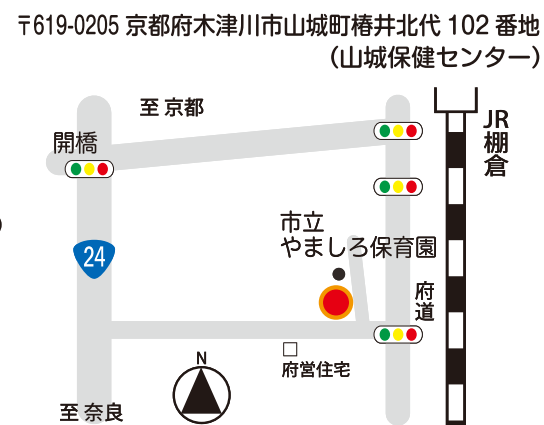 〒619-0205 京都府木津川市山城町椿井北代 102 番地
（山城保健センター）
至 京都
JR
棚倉
開橋
市立
やましろ保育園
24
府道
府営住宅
N
至 奈良